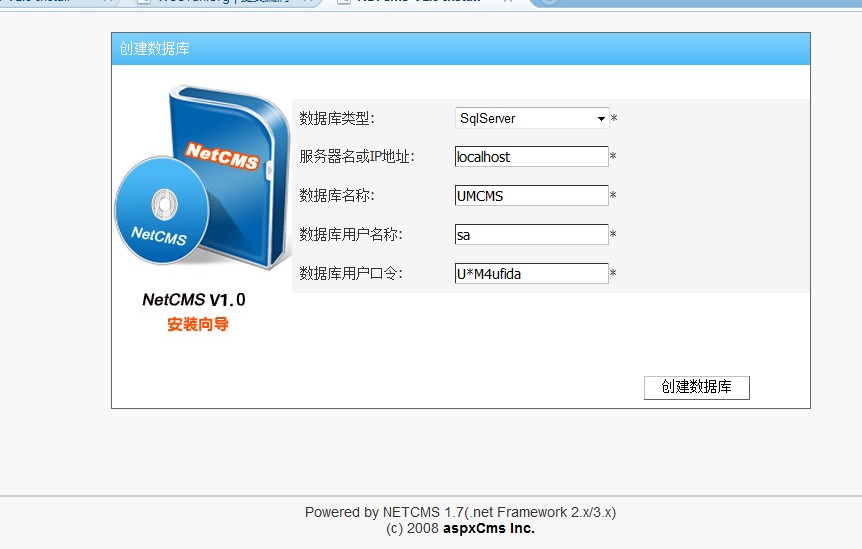 创建数据库
NetCMS
NetCMS
NetCMS V1.0
安装向导
数据库类型: SqlServer *
服务器名或IP地址: localhost *
数据库名称: UMCMS *
数据库用户名称: sa *
数据库用户口令: U*M4ufida *
创建数据库
Powered by NETCMS 1.7(.net Framework 2.x/3.x)
(c) 2008 aspxCms Inc.